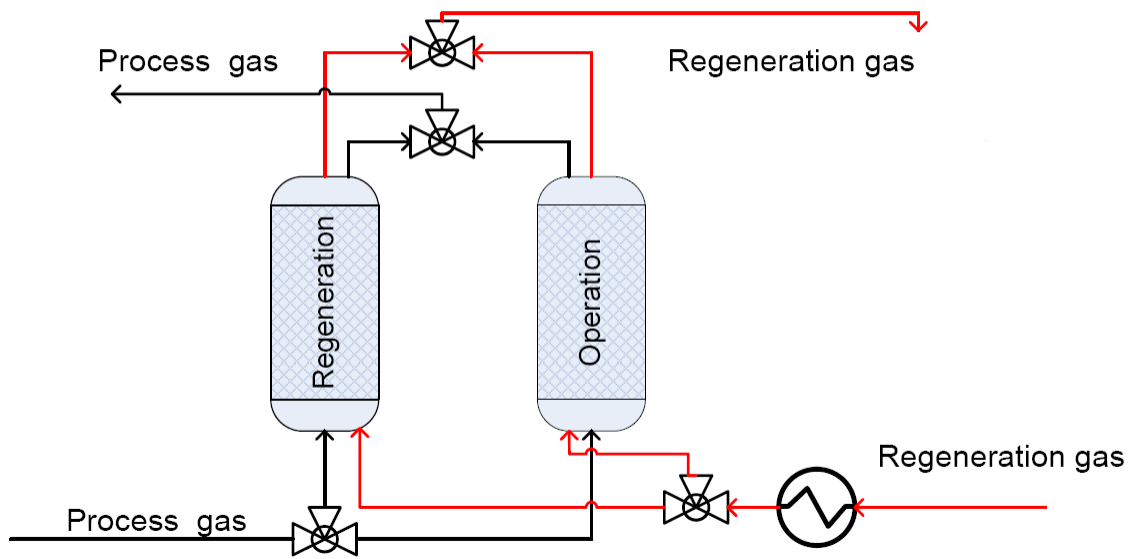 Process gas
Regeneration gas
Regeneration
Operation
Regeneration gas
Process gas